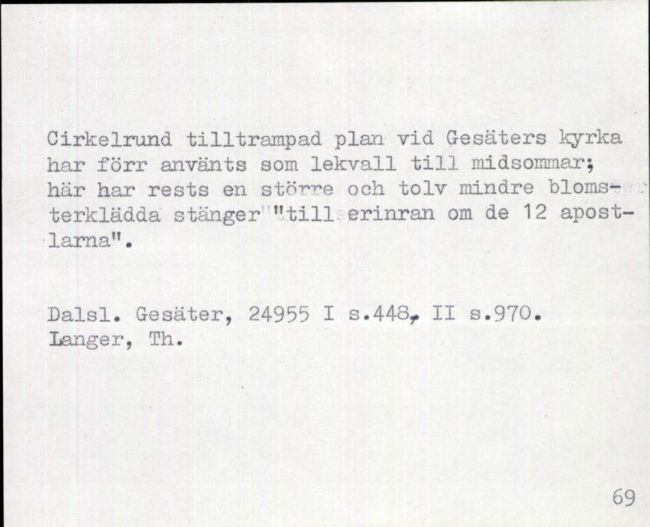 Cirkelrund tilltrampad plan vid Gesäters kyrka
har förr använts som lekvall till midsommar;
här har rests en större och tolv mindre bloms-
terklädda stänger "till erinran om de 12 apost-
larna".
Dalsl. Gesäter, 24955 I s.448, II s.970.
Langer, Th.
69